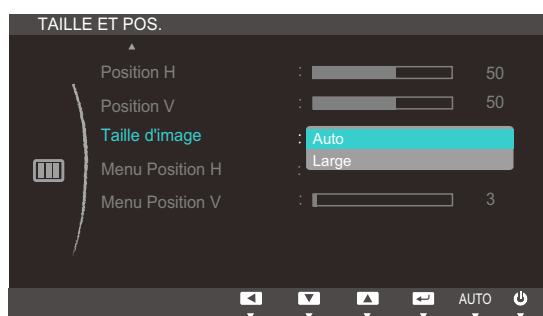 TAILLE ET POS.
Position H : 50
Position V : 50
Taille d'image : Auto
Large
Menu Position H :
Menu Position V : 3
AUTO